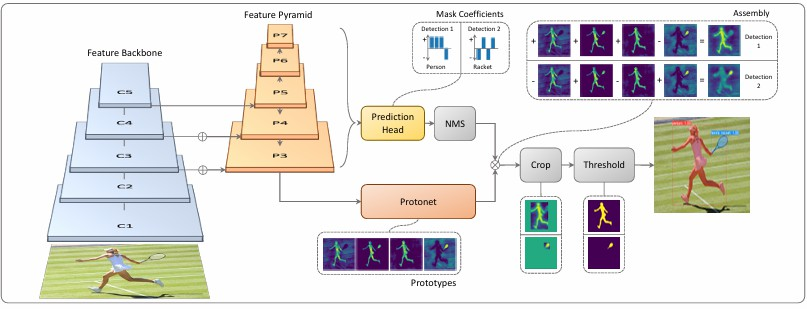 Feature Backbone
C5
C4
C3
C2
C1
Feature Pyramid
P7
P6
P5
P4
P3
Mask Coefficients
Detection 1
Detection 2
+
-
+
-
Person
Racket
Prediction
Head
NMS
Protonet
Prototypes
Assembly
+ + + - = Detection
1
- - - + = Detection
2
Crop
Threshold